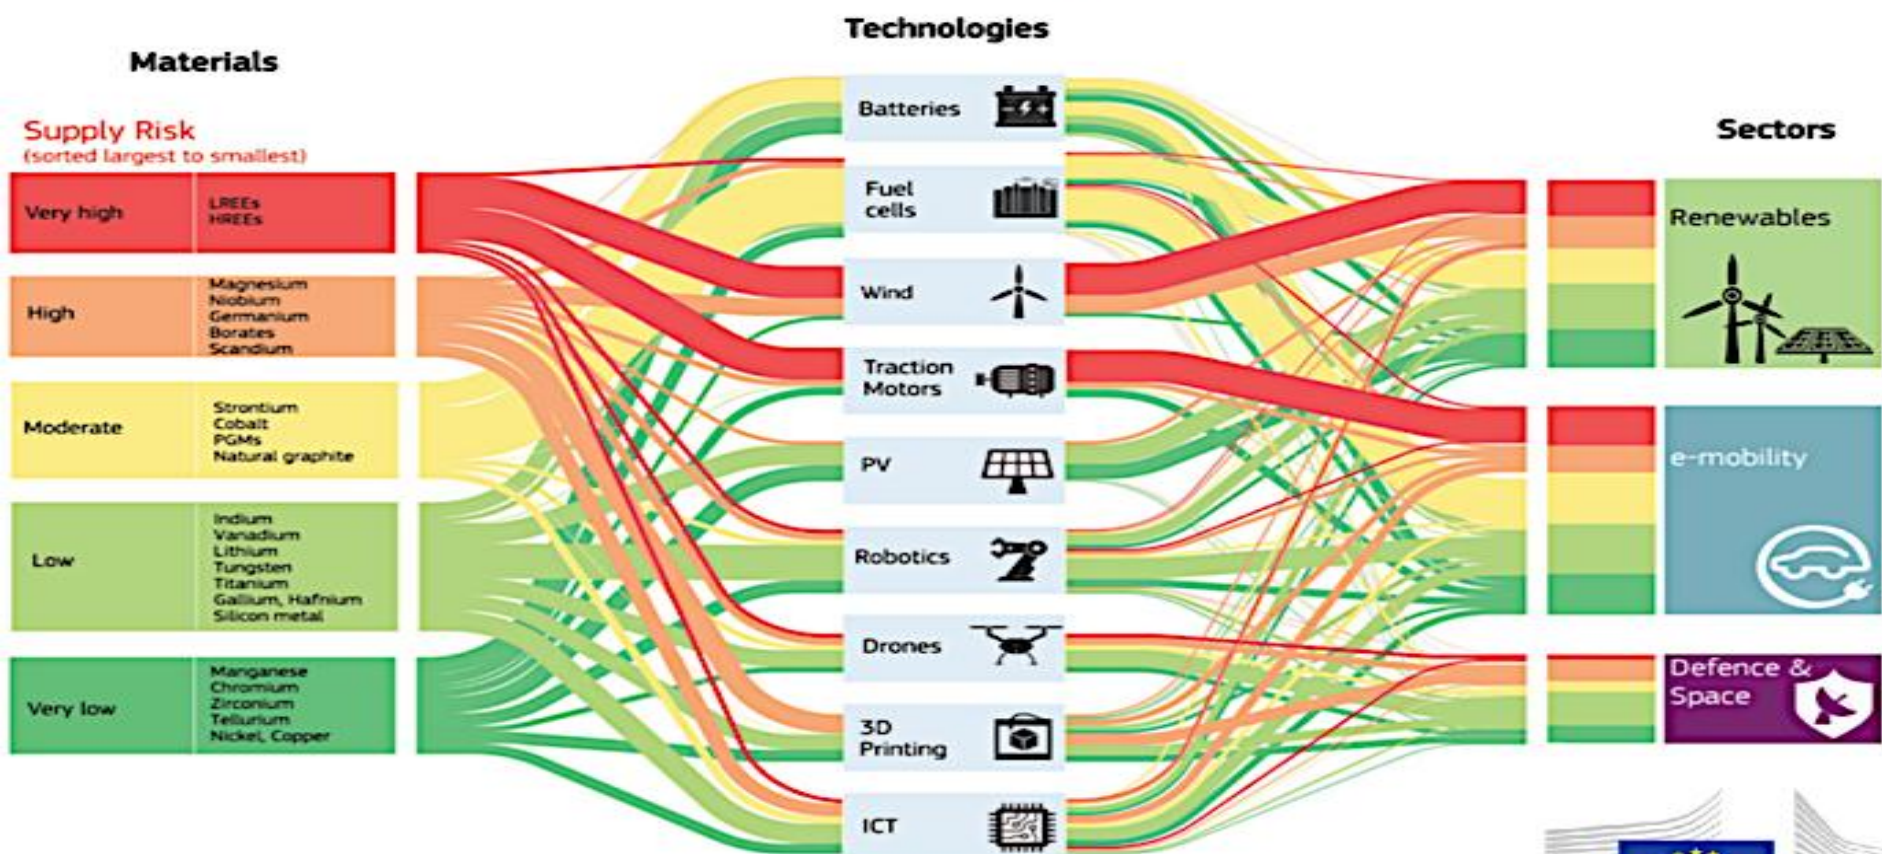 Technologies
Materials
Supply Risk
(sorted largest to smallest)
Sectors
Very high
LREEs
HREEs
High
Magnesium
Niobium
Germanium
Borates
Scandium
Moderate
Strontium
Cobalt
PGMs
Natural graphite
Low
Indium
Vanadium
Lithium
Tungsten
Titanium
Gallium, Hafnium
Silicon metal
Very low
Manganese
Chromium
Zirconium
Tellurium
Nickel, Copper
Batteries
Fuel
cells
Wind
Traction
Motors
PV
Robotics
Drones
3D
Printing
ICT
Renewables
e-mobility
Defence &
Space